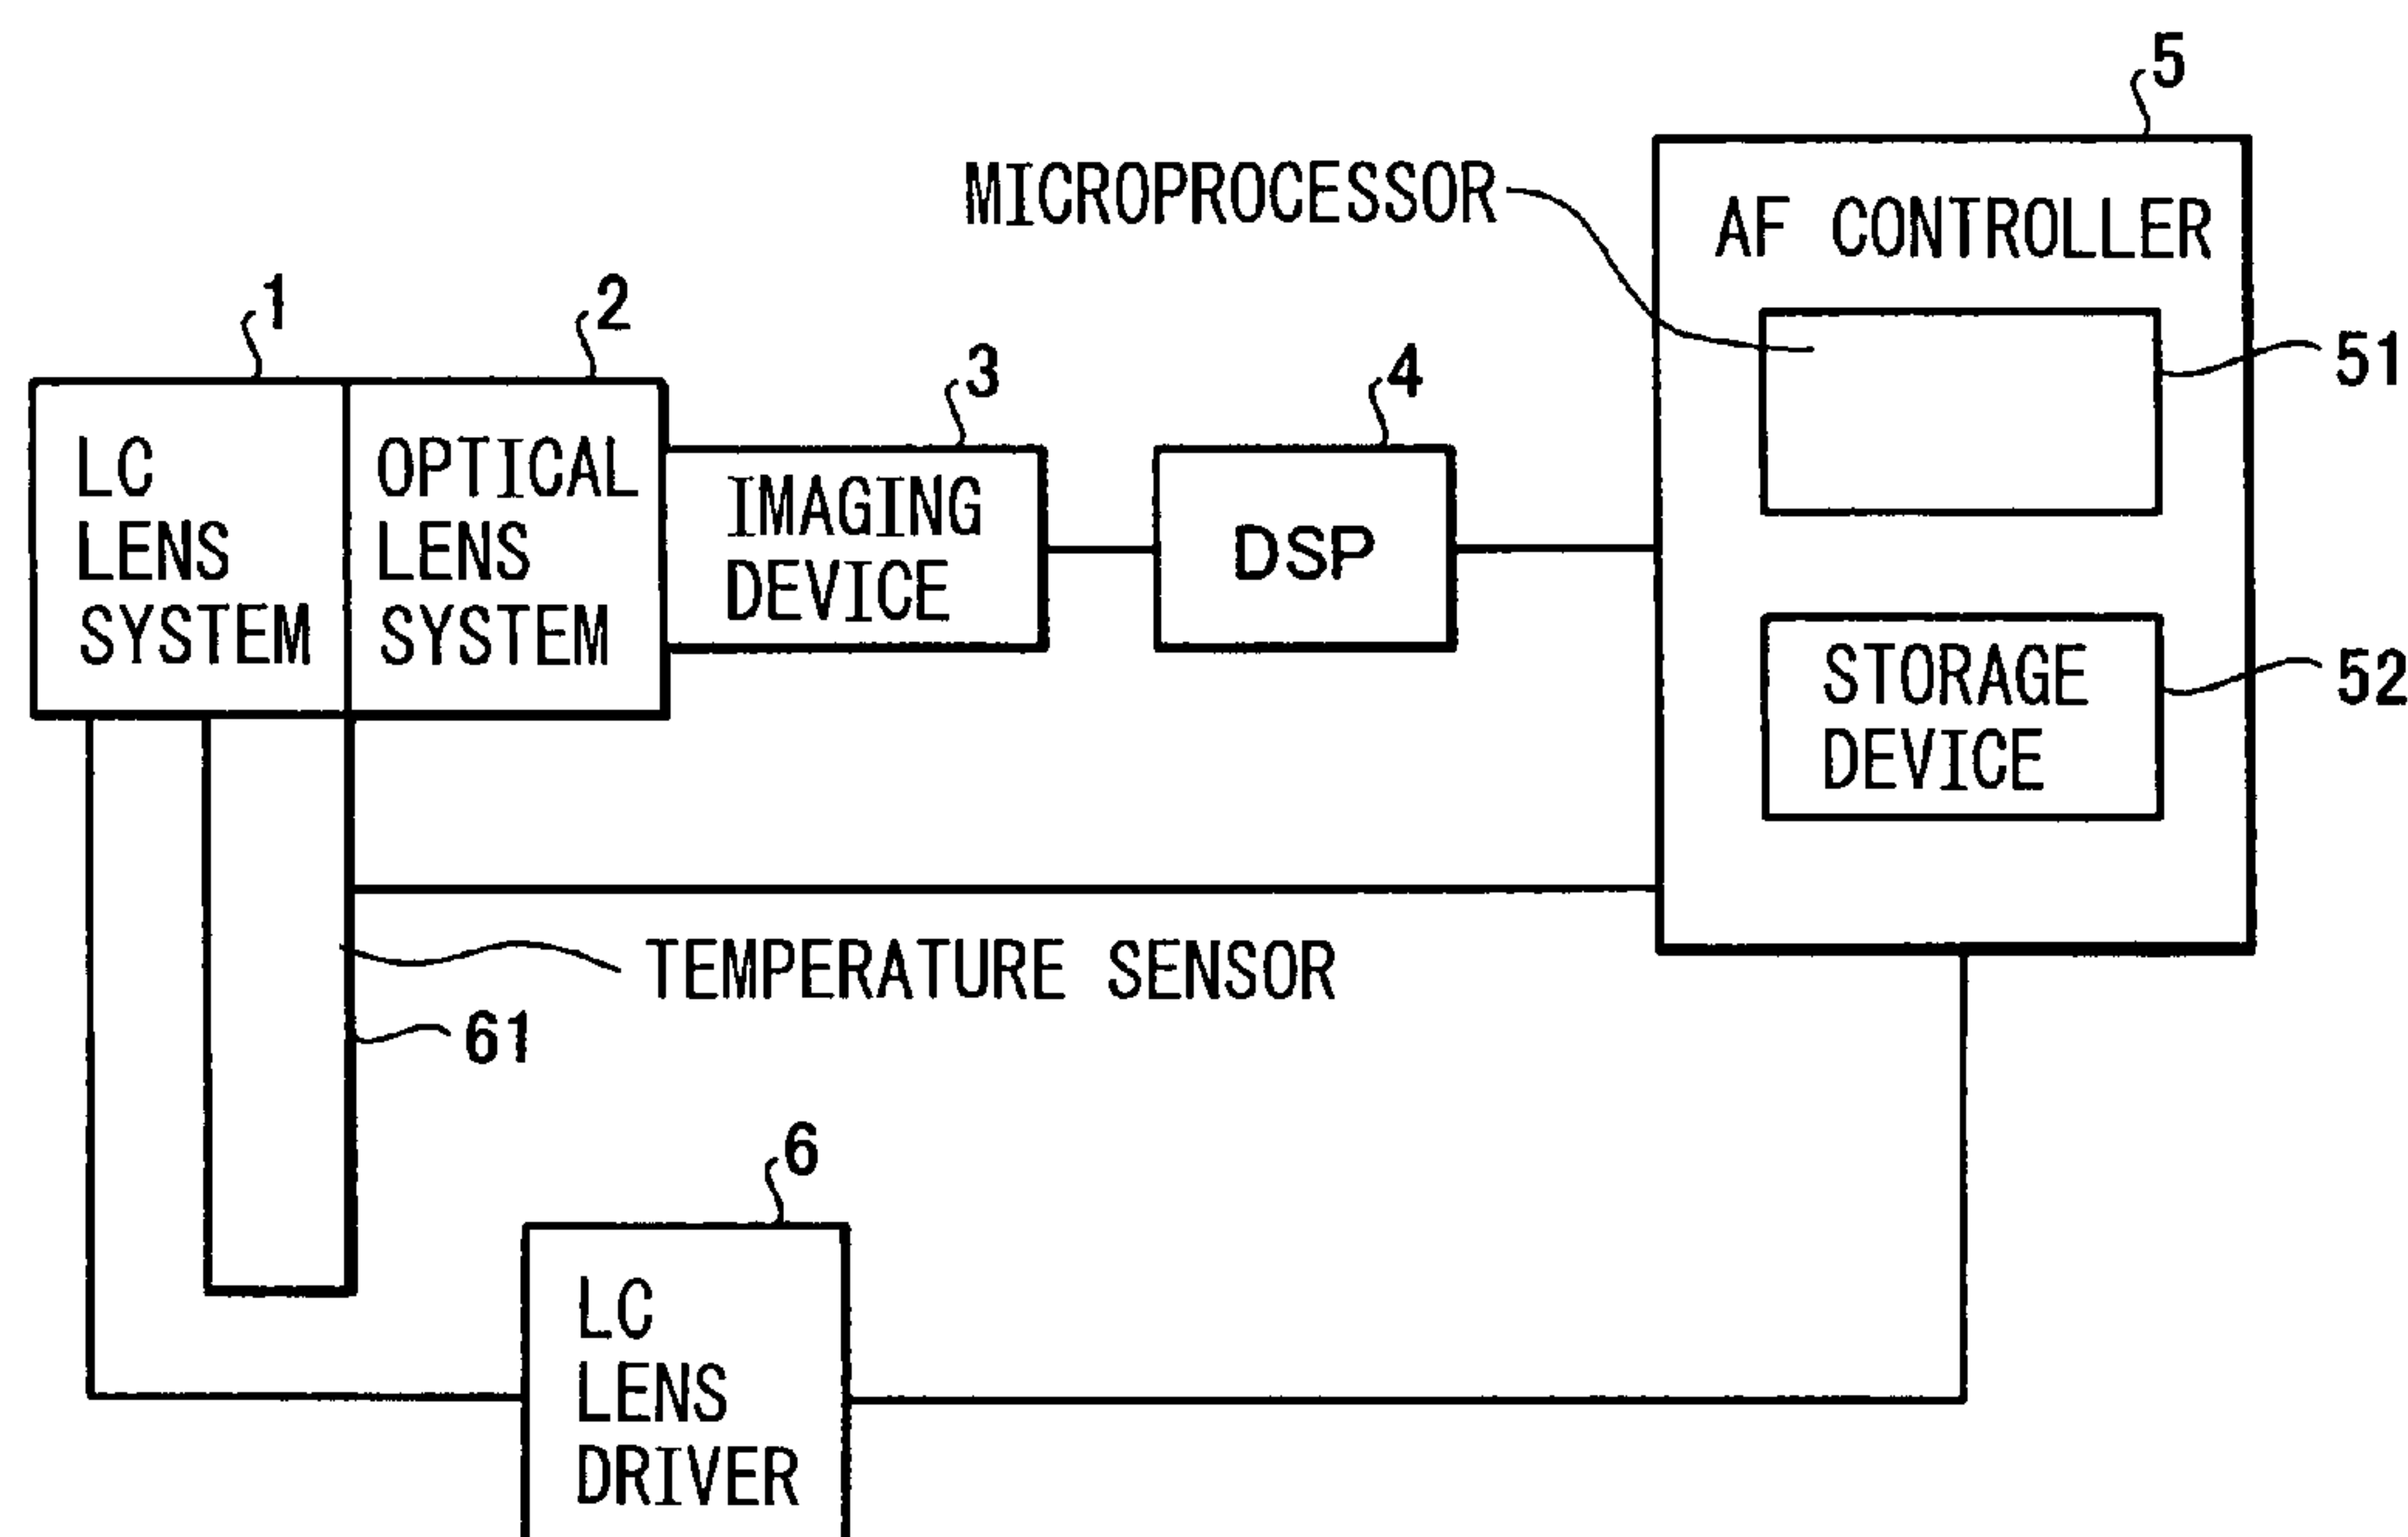 5
MICROPROCESSOR
AF CONTROLLER
1
2
3
4
51
LC
LENS
SYSTEM
OPTICAL
LENS
SYSTEM
IMAGING
DEVICE
DSP
STORAGE
DEVICE
52
TEMPERATURE SENSOR
61
6
LC
LENS
DRIVER